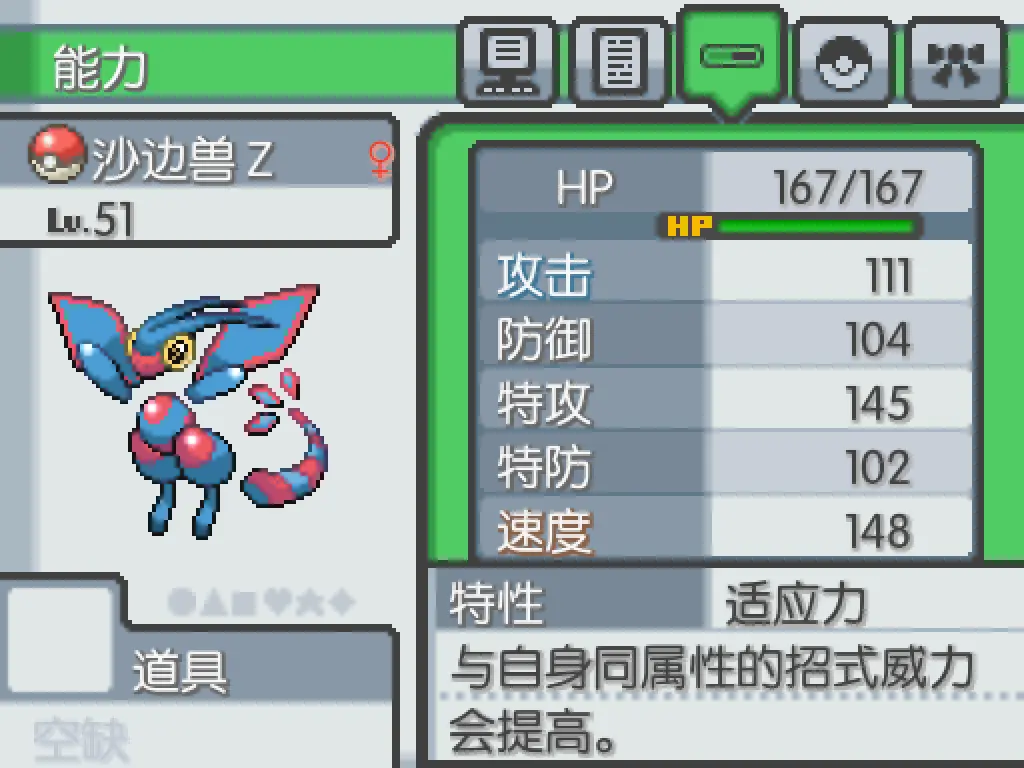 能力
沙边兽Z ♀
Lv.51
HP 167/167
HP
攻击 111
防御 104
特攻 145
特防 102
速度 148
特性 适应力
与自身同属性的招式威力
会提高。
道具
空缺